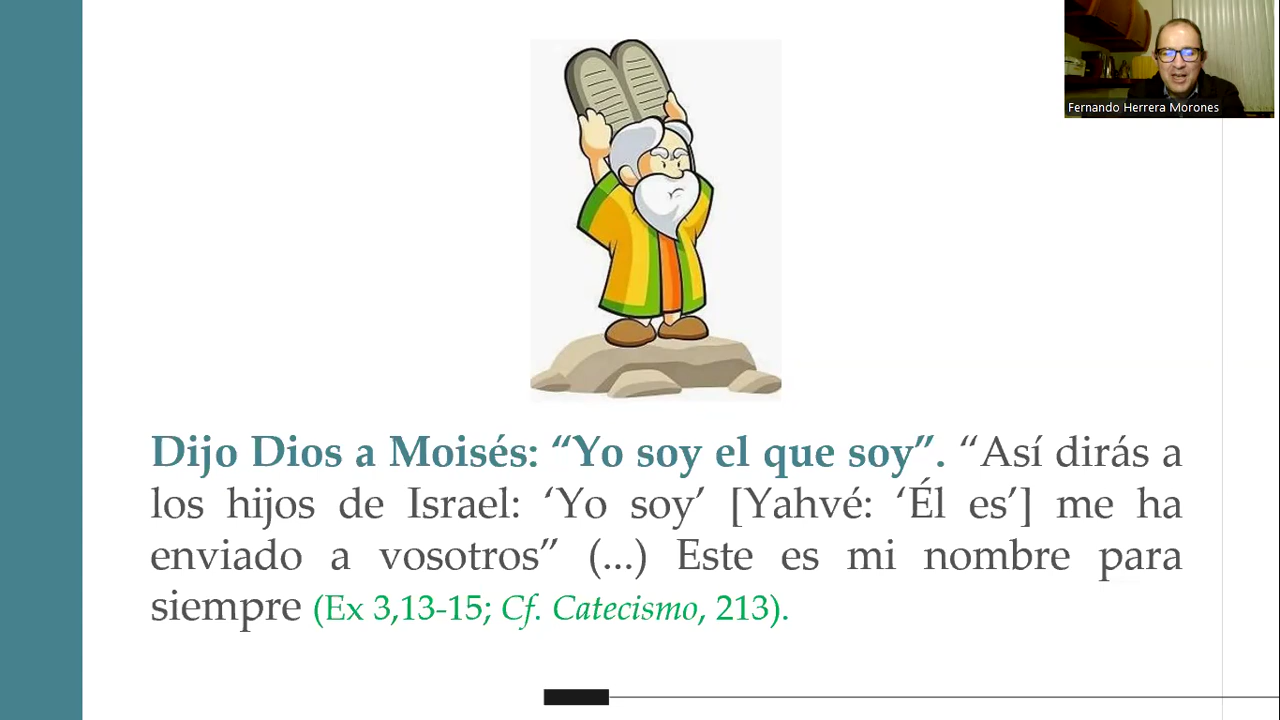 Fernando Herrera Morones
Dijo Dios a Moisés: “Yo soy el que soy”. “Así dirás a
los hijos de Israel: ‘Yo soy’ [Yahvé: ‘Él es’] me ha
enviado a vosotros” (...) Este es mi nombre para
siempre (Ex 3,13-15; Cf. Catecismo, 213).